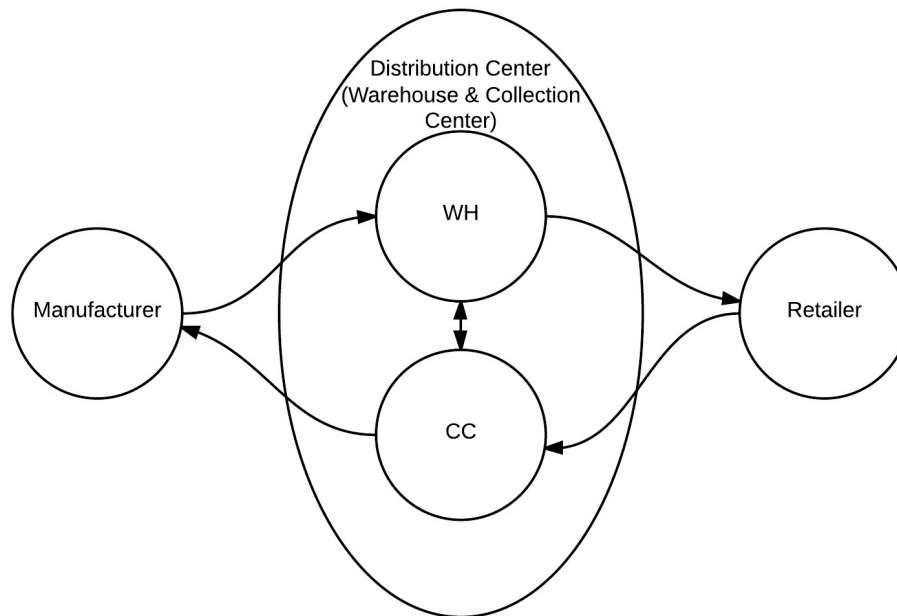 Distribution Center
(Warehouse & Collection
Center)
WH
Manufacturer
Retailer
CC